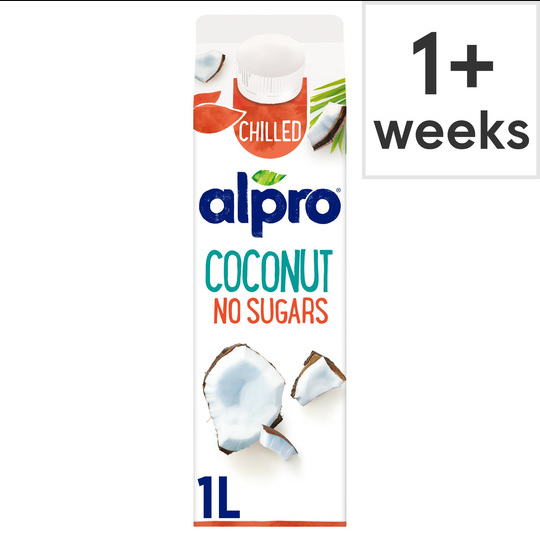 1+
weeks
CHILLED
alpro®
COCONUT
NO SUGARS
1L